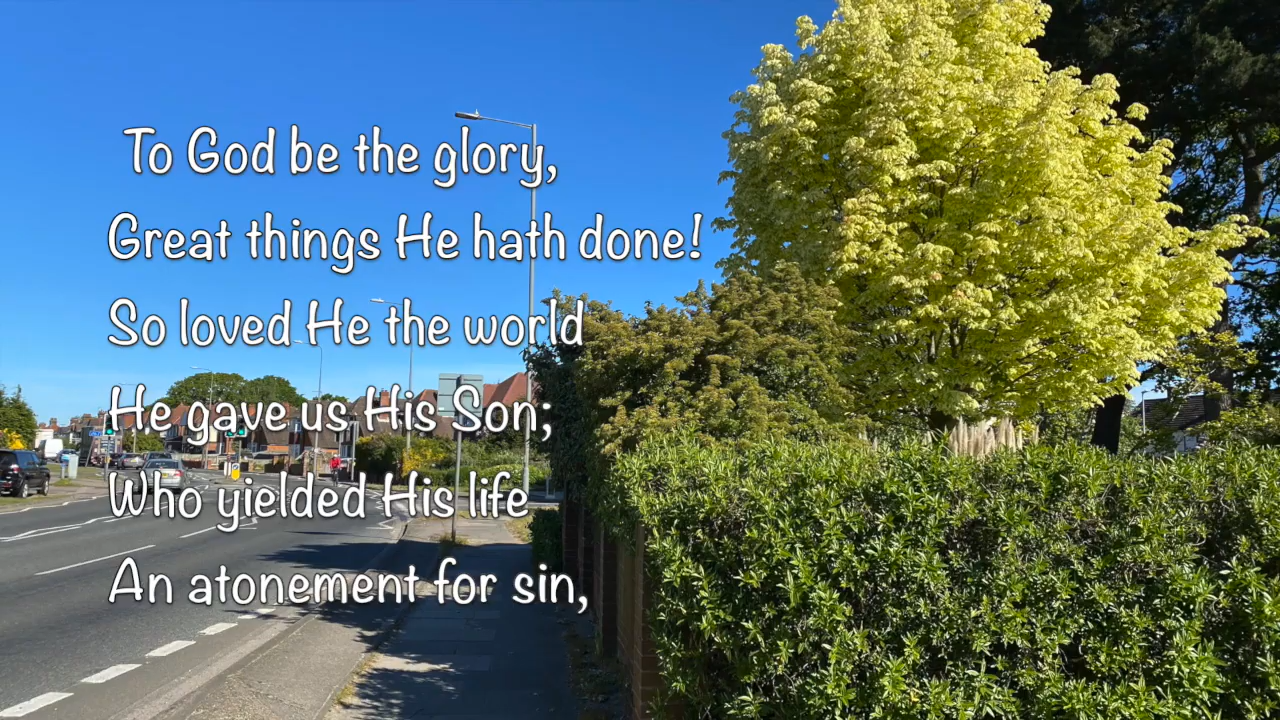 To God be the glory,
Great things He hath done!
So loved He the world
He gave us His Son;
Who yielded His life
An atonement for sin,